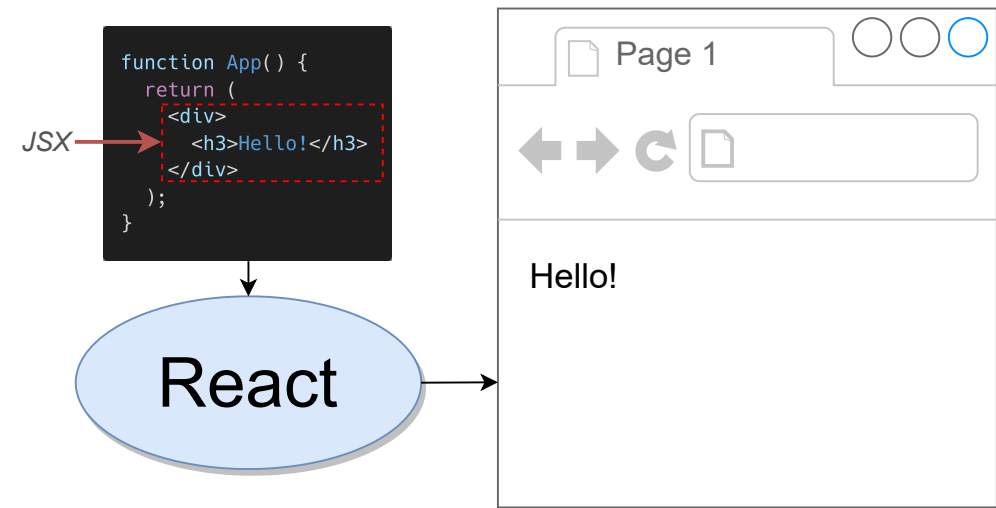 function App() {
return (
<div>
<h3>Hello!</h3>
</div>
);
}
JSX
React
Page 1
Hello!